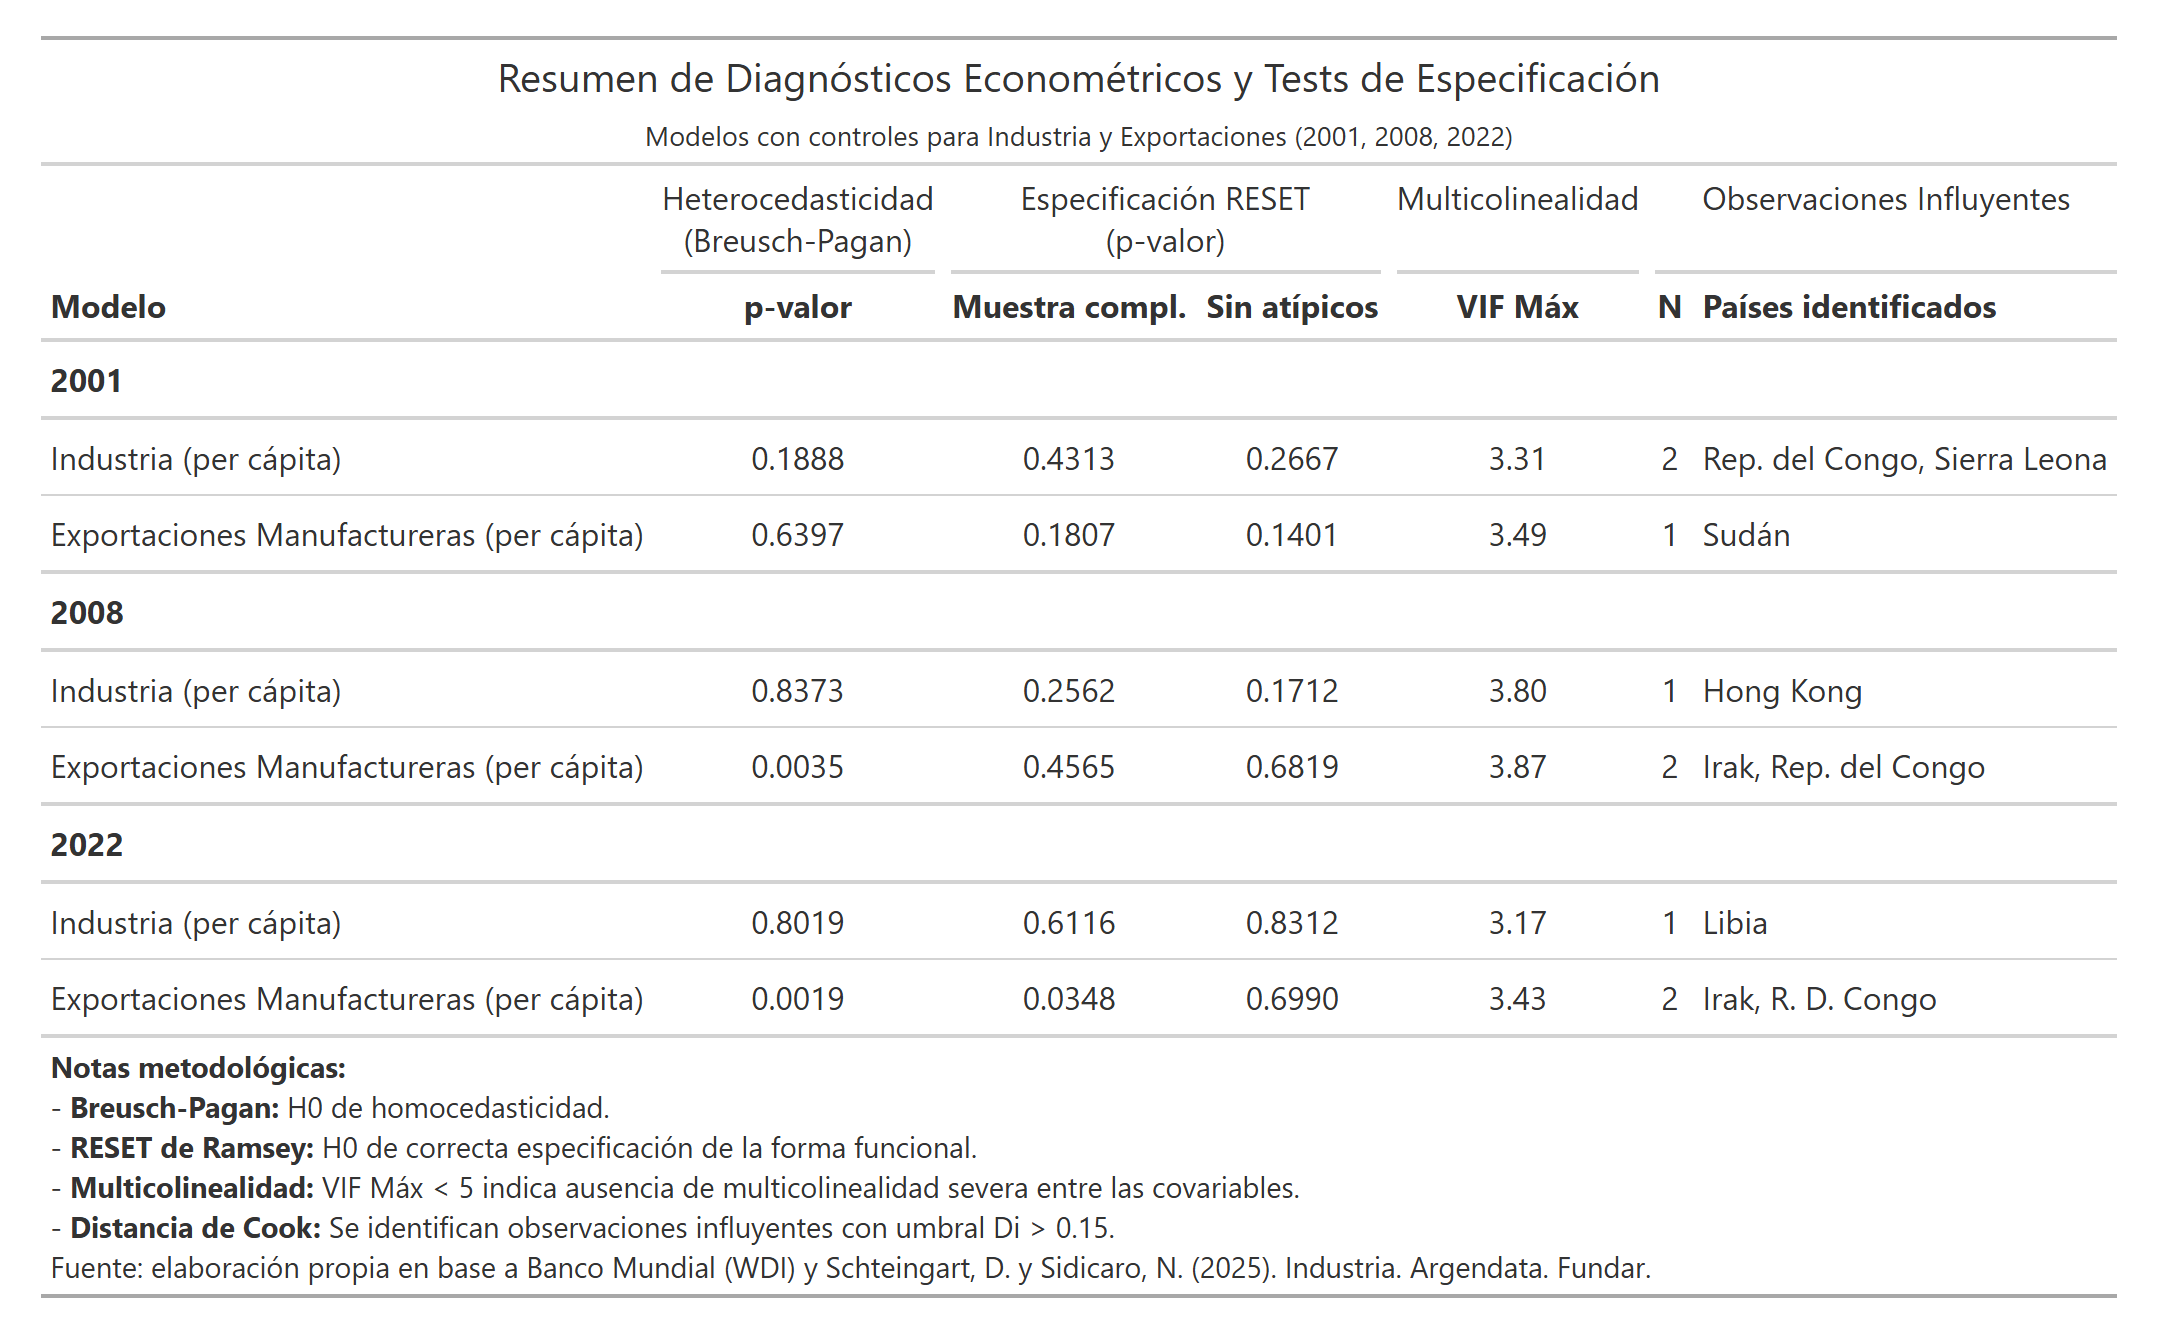 Resumen de Diagnósticos Econométricos y Tests de Especificación
Modelos con controles para Industria y Exportaciones (2001, 2008, 2022)
Heterocedasticidad (Breusch-Pagan) Especificación RESET (p-valor) Multicolinealidad Observaciones Influyentes
Modelo p-valor Muestra compl. Sin atípicos VIF Máx N Países identificados
2001
Industria (per cápita) 0.1888 0.4313 0.2667 3.31 2 Rep. del Congo, Sierra Leona
Exportaciones Manufactureras (per cápita) 0.6397 0.1807 0.1401 3.49 1 Sudán
2008
Industria (per cápita) 0.8373 0.2562 0.1712 3.80 1 Hong Kong
Exportaciones Manufactureras (per cápita) 0.0035 0.4565 0.6819 3.87 2 Irak, Rep. del Congo
2022
Industria (per cápita) 0.8019 0.6116 0.8312 3.17 1 Libia
Exportaciones Manufactureras (per cápita) 0.0019 0.0348 0.6990 3.43 2 Irak, R. D. Congo
Notas metodológicas:
- Breusch-Pagan: H0 de homocedasticidad.
- RESET de Ramsey: H0 de correcta especificación de la forma funcional.
- Multicolinealidad: VIF Máx < 5 indica ausencia de multicolinealidad severa entre las covariables.
- Distancia de Cook: Se identifican observaciones influyentes con umbral Di > 0.15.
Fuente: elaboración propia en base a Banco Mundial (WDI) y Schteingart, D. y Sidicaro, N. (2025). Industria. Argendata. Fundar.